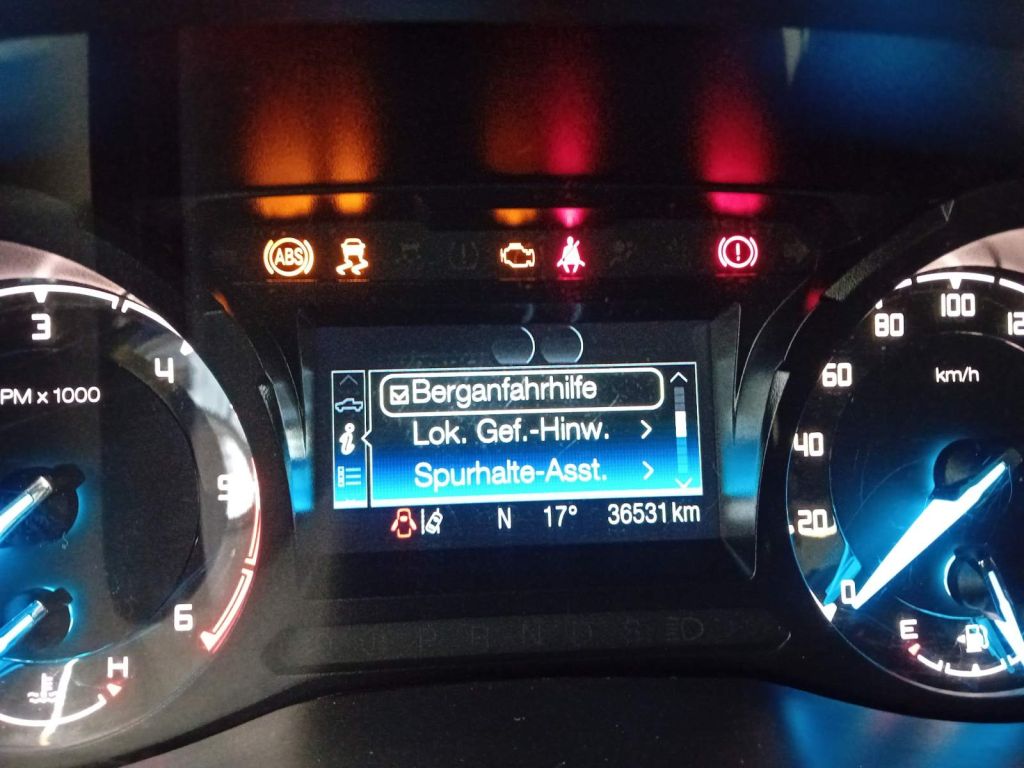 ABS
3
4
PM x 1000
5
6
H
Berganfahrhilfe
Lok. Gef.-Hinw.
Spurhalte-Asst.
N 17° 36531 km
P R N D S
80 100 12
60
km/h
40
20
0
E